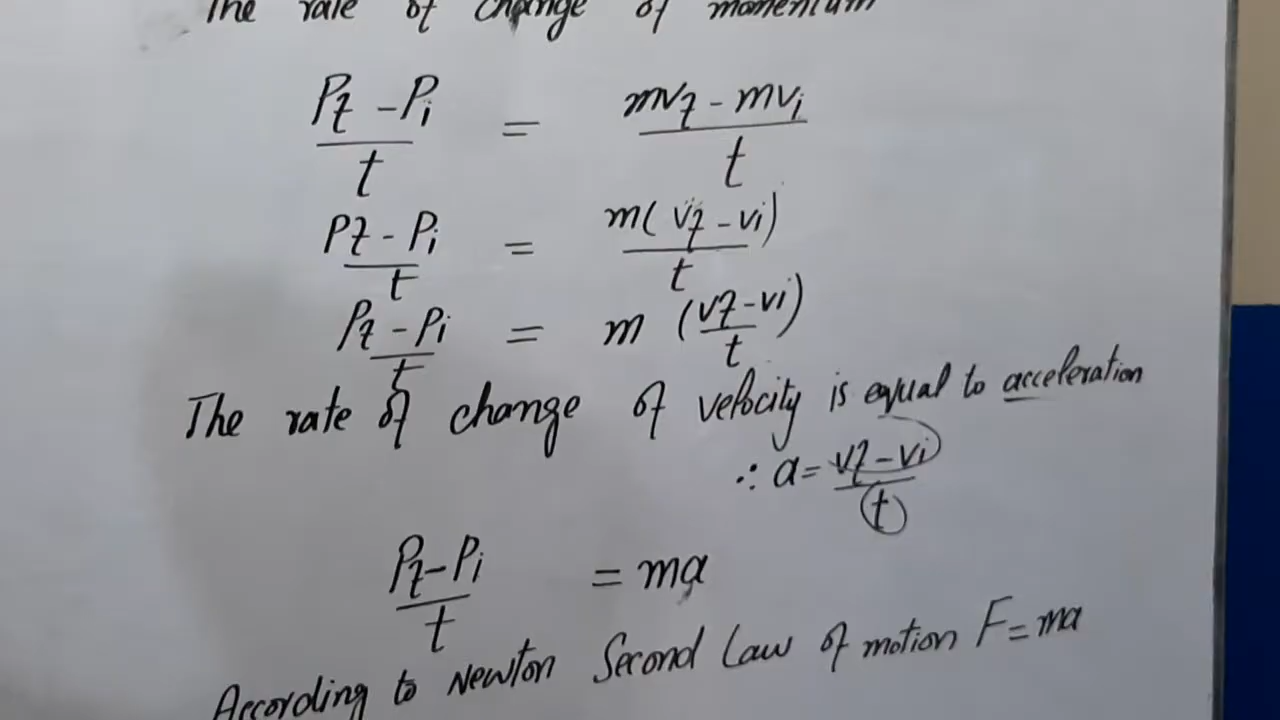 The rate of change of momentum
Pf - Pi / t = mvf - mvi / t
Pf - Pi / t = m( vf - vi) / t
Pf - Pi / t = m (vf - vi / t)
The rate of change of velocity is equal to acceleration
∴ a = vf - vi / t
Pf - Pi / t = ma
According to Newton Second Law of motion F = ma